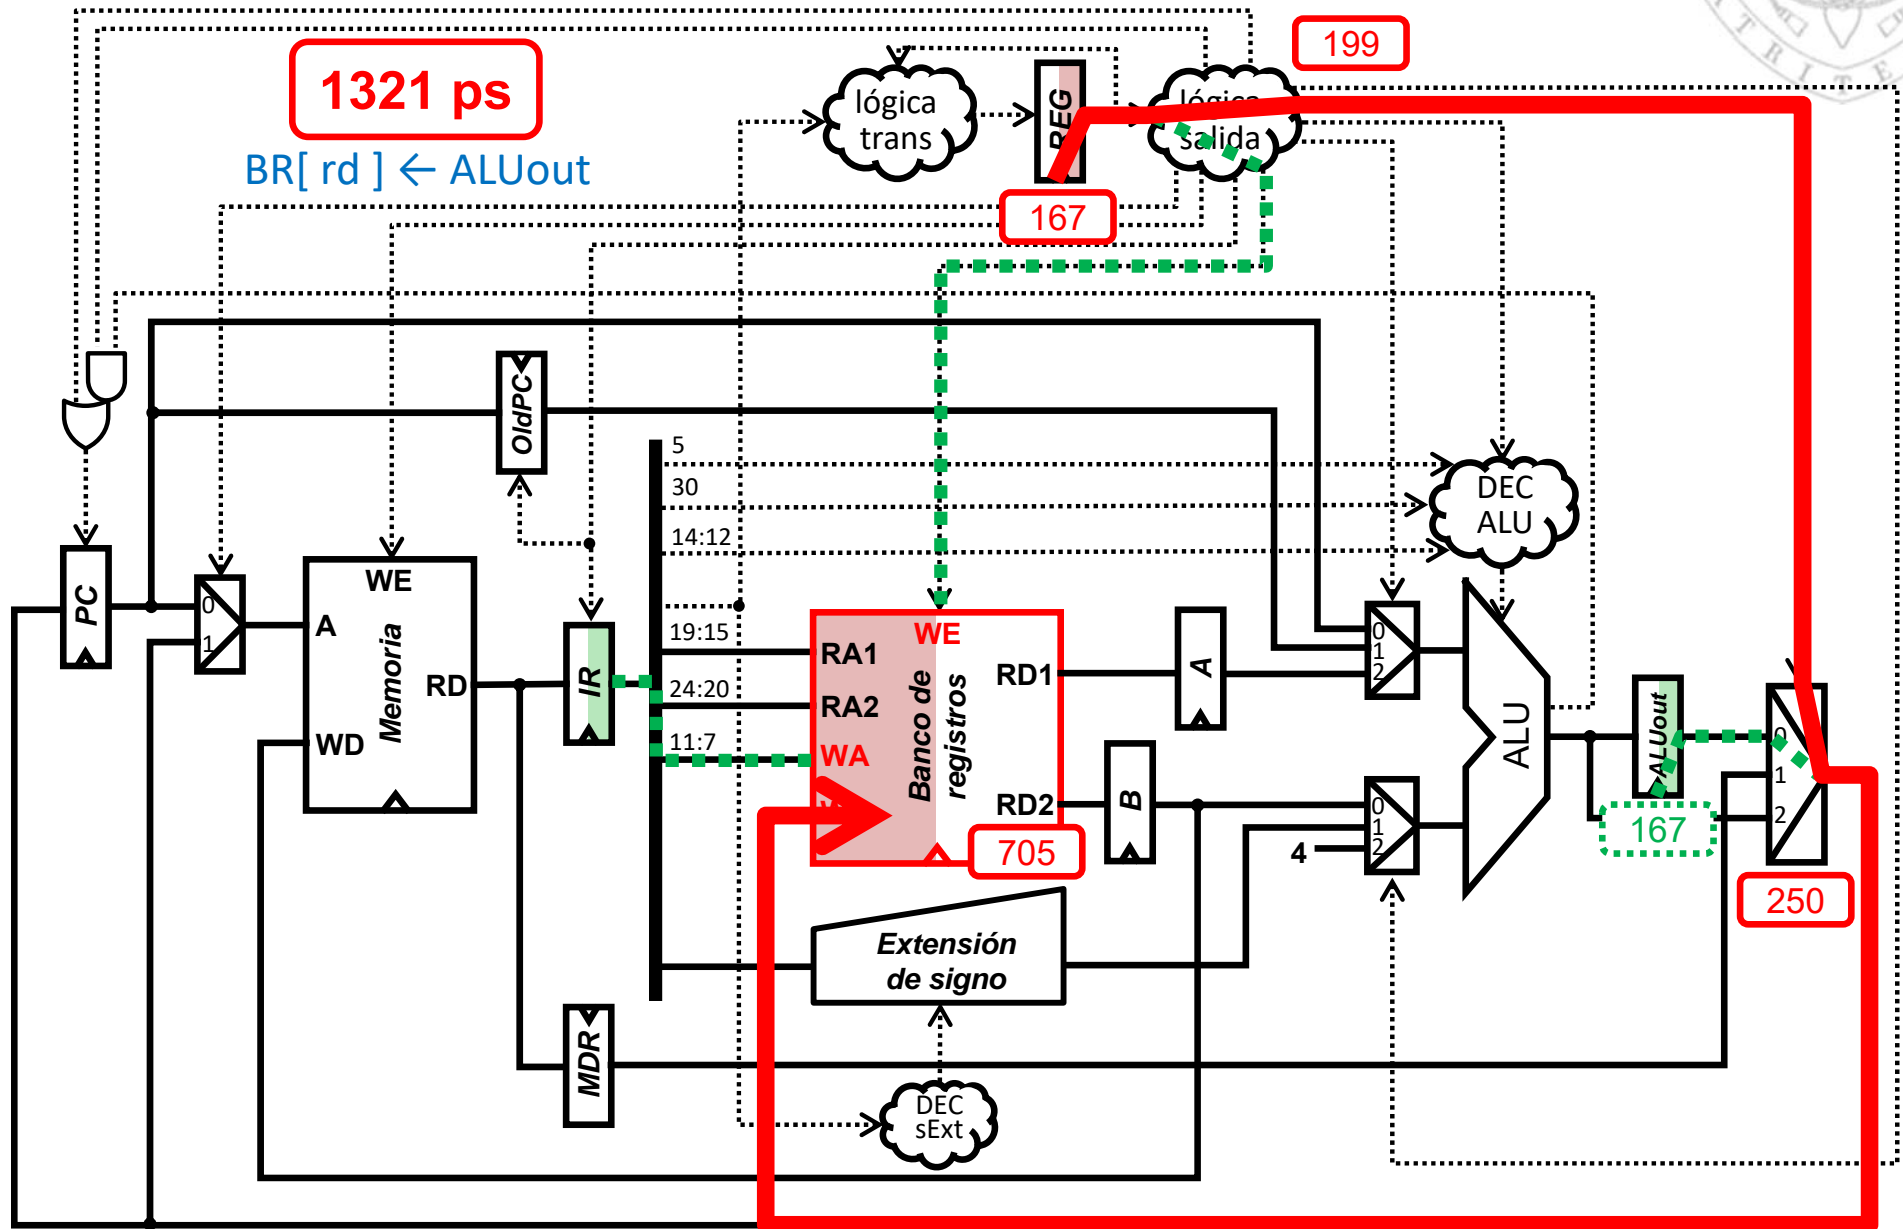 TRITE
199
1321 ps
BR[ rd ] ← ALUout
lógica
trans
REG
lógica
salida
167
OldPC
5
30
14:12
19:15
24:20
11:7
DEC
ALU
PC
0
1
WE
A
Memoria
RD
WD
IR
WE
RA1
RA2
WA
Banco de
registros
RD1
RD2
705
A
B
0
1
2
0
1
2
4
ALU
ALUout
167
0
1
2
250
Extensión
de signo
MDR
DEC
sExt